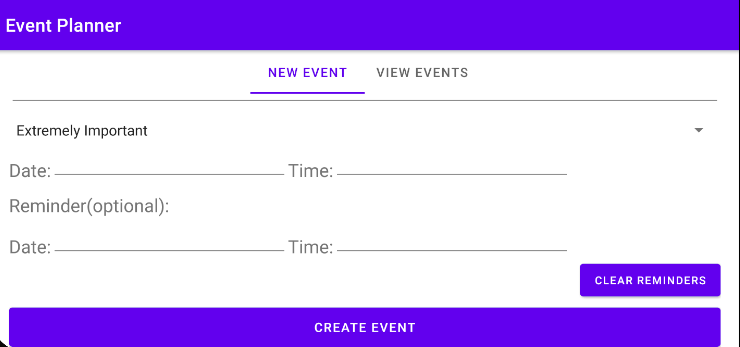 Event Planner
NEW EVENT VIEW EVENTS
Extremely Important
Date: Time:
Reminder(optional):
Date: Time:
CLEAR REMINDERS
CREATE EVENT